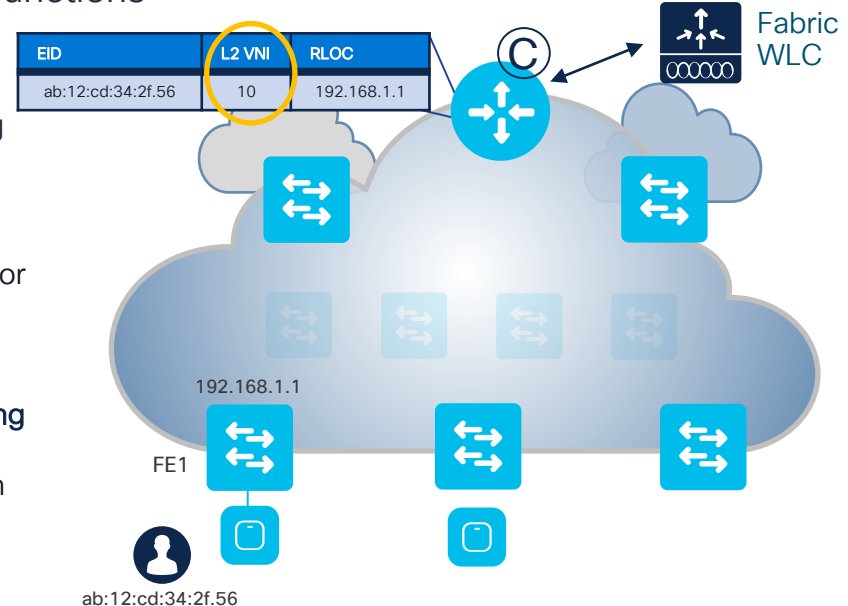 EID L2 VNI RLOC
ab:12:cd:34:2f.56 10 192.168.1.1
C
Fabric
WLC
or
192.168.1.1
FE1
ab:12:cd:34:2f.56